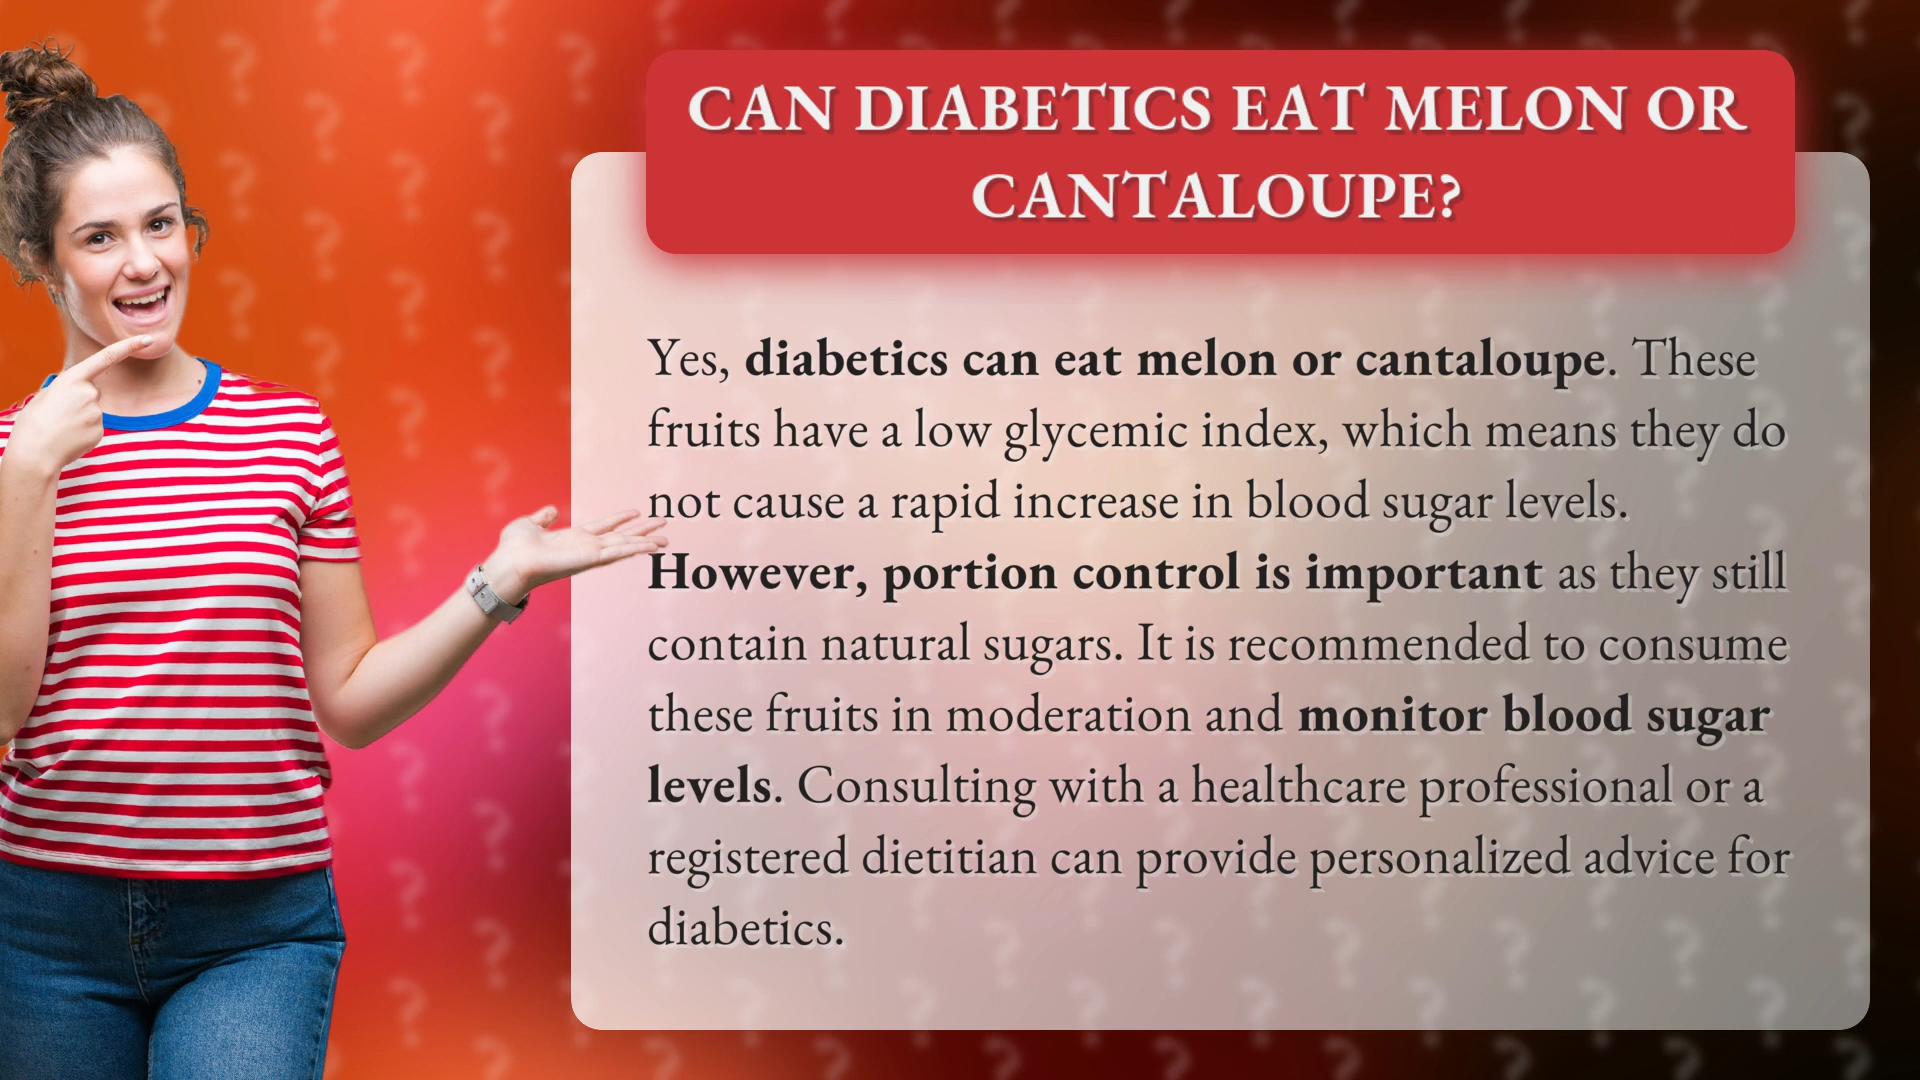 CAN DIABETICS EAT MELON OR
CANTALOUPE?
Yes, diabetics can eat melon or cantaloupe. These
fruits have a low glycemic index, which means they do
not cause a rapid increase in blood sugar levels.
However, portion control is important as they still
contain natural sugars. It is recommended to consume
these fruits in moderation and monitor blood sugar
levels. Consulting with a healthcare professional or a
registered dietitian can provide personalized advice for
diabetics.